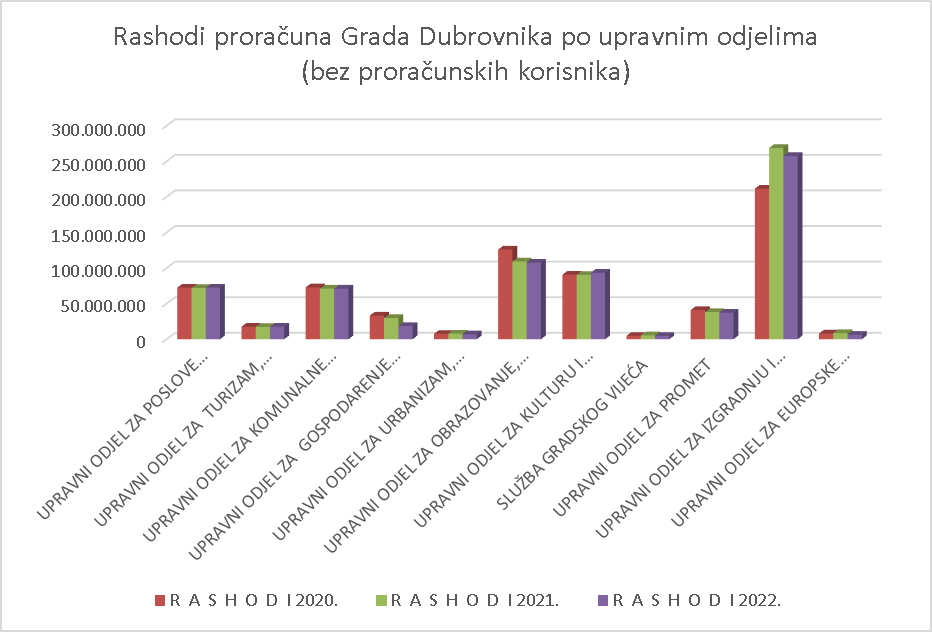 Rashodi proračuna Grada Dubrovnika po upravnim odjelima
(bez proračunskih korisnika)
300.000.000
250.000.000
200.000.000
150.000.000
100.000.000
50.000.000
0
UPRAVNI ODJEL ZA POSLOVE...
UPRAVNI ODJEL ZA TURIZAM,...
UPRAVNI ODJEL ZA KOMUNALNE...
UPRAVNI ODJEL ZA GOSPODARENJE...
UPRAVNI ODJEL ZA URBANIZAM,...
UPRAVNI ODJEL ZA OBRAZOVANJE,...
UPRAVNI ODJEL ZA KULTURU I...
SLUŽBA GRADSKOG VIJEĆA
UPRAVNI ODJEL ZA PROMET
UPRAVNI ODJEL ZA IZGRADNJU I...
UPRAVNI ODJEL ZA EUROPSKE...
R A S H O D I 2020. R A S H O D I 2021. R A S H O D I 2022.